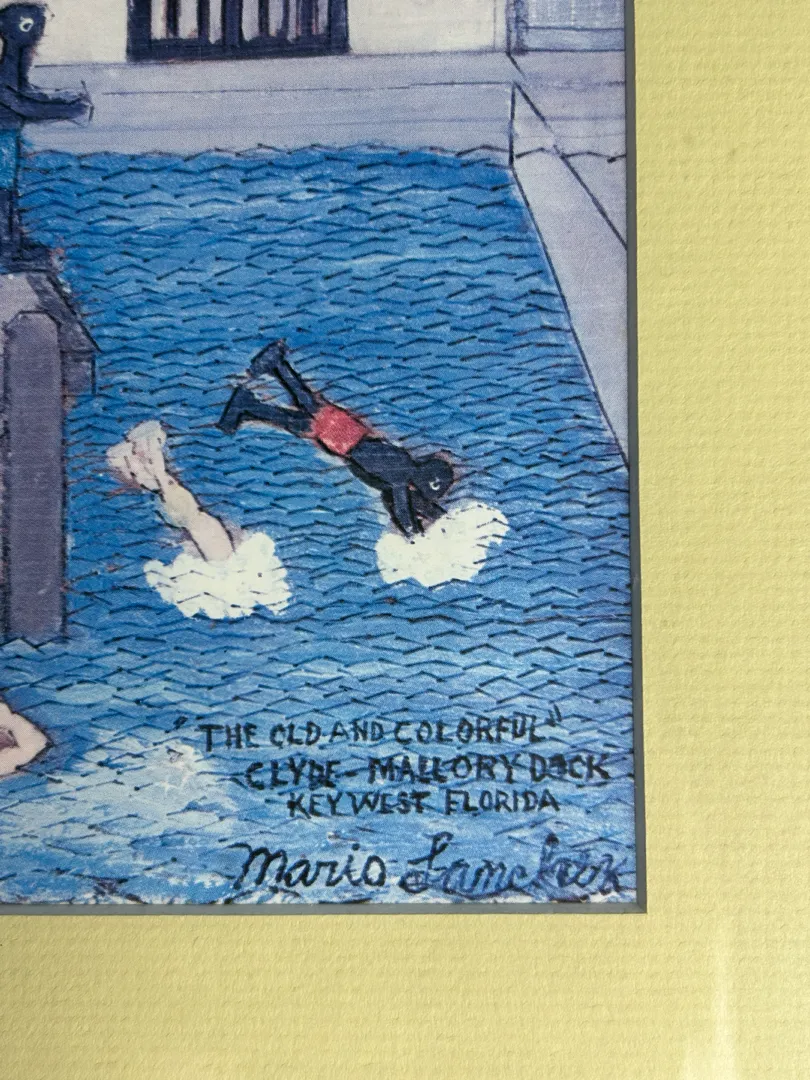 "THE OLD AND COLORFUL"
CLYDE - MALLORY DOCK
KEY WEST FLORIDA
Mario Sanchez